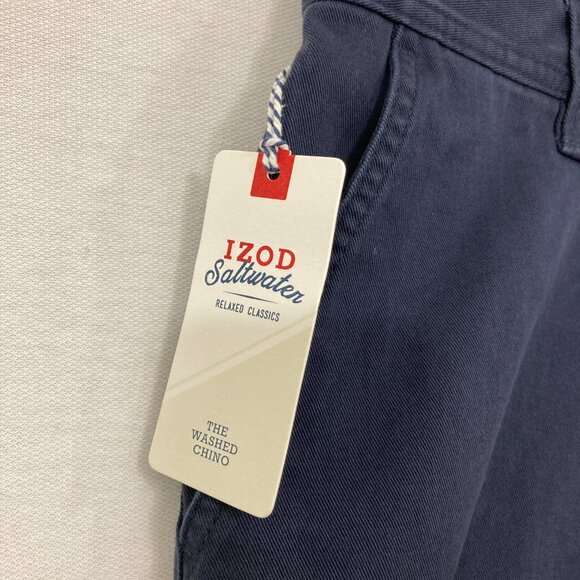 IZOD
Saltwater
RELAXED CLASSICS
THE
WASHED
CHINO